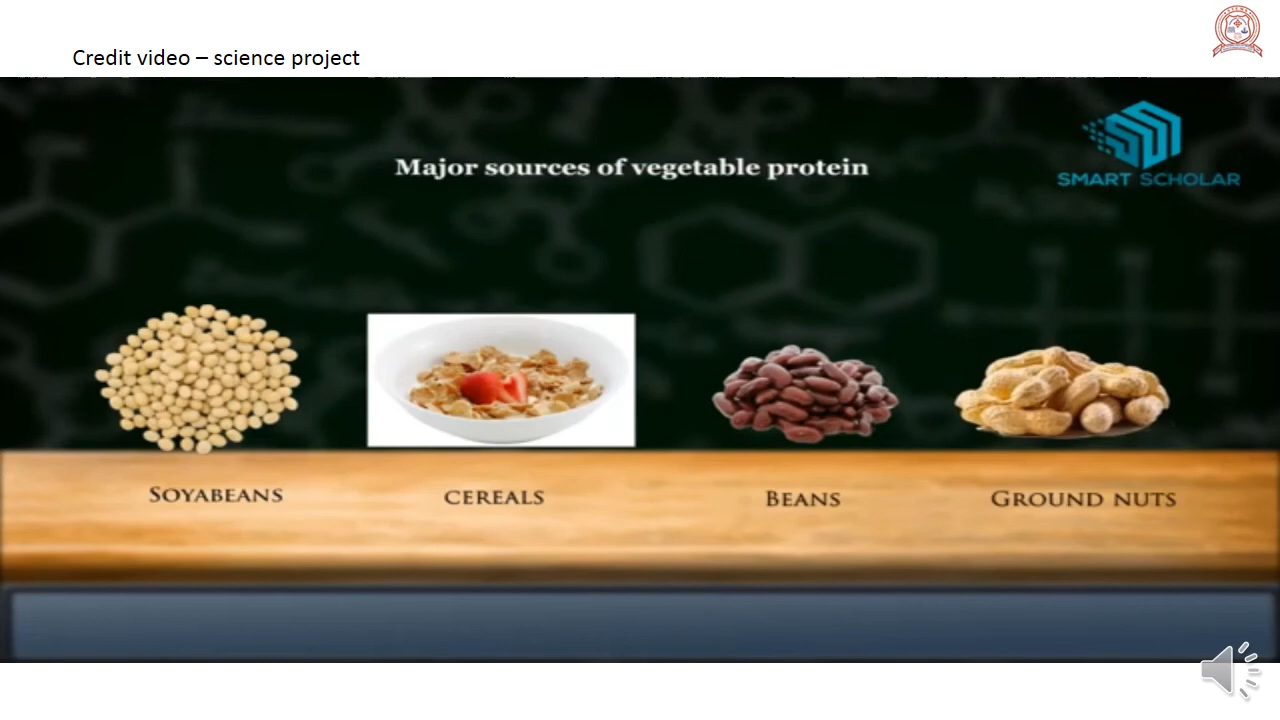 Credit video – science project
Major sources of vegetable protein
SMART SCHOLAR
SOYABEANS
CEREALS
BEANS
GROUND NUTS